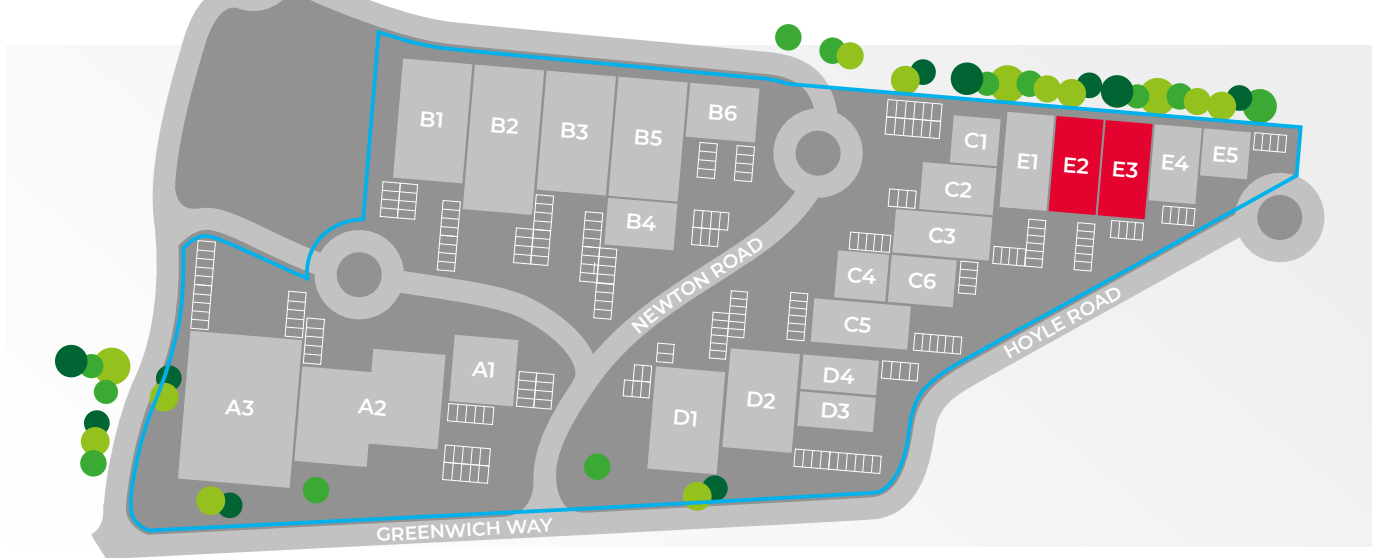 B1
B2
B3
B5
B6
B4
C1
C2
C3
C4
C6
C5
E1
E2
E3
E4
E5
NEWTON ROAD
HOYLE ROAD
A1
A2
A3
D1
D2
D4
D3
GREENWICH WAY